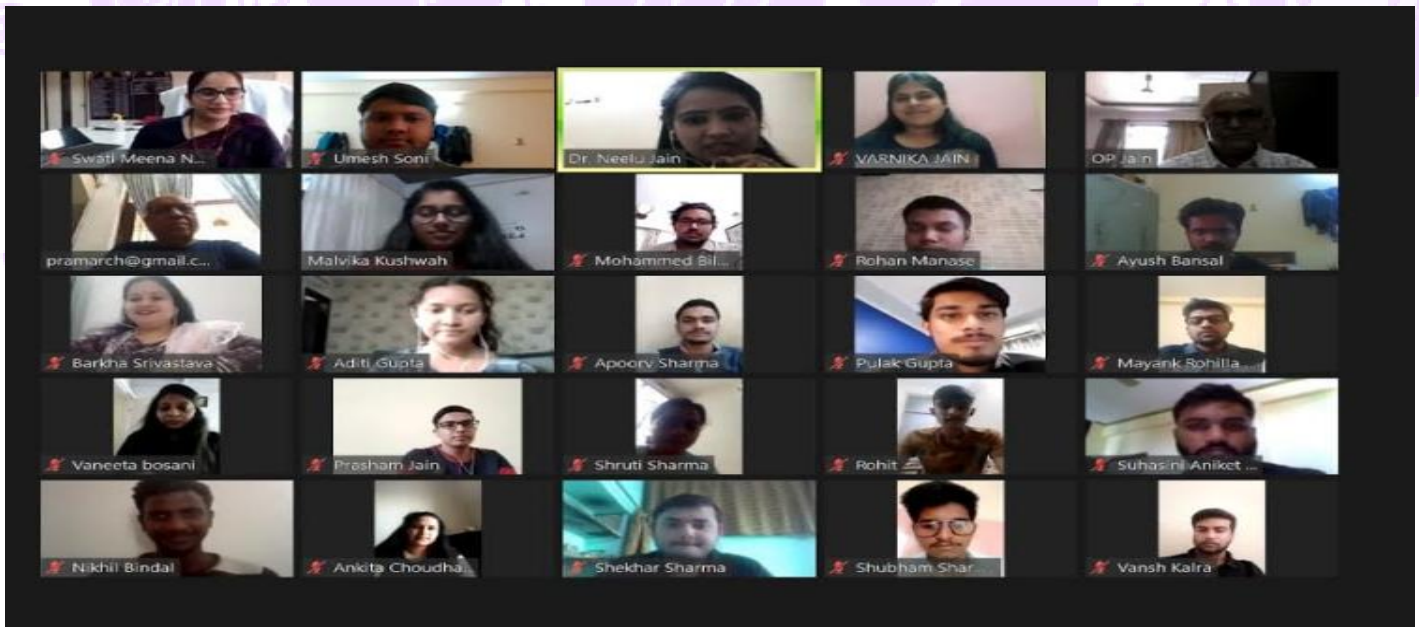 Swati Meena N...
Umesh Soni
Dr. Neelu Jain
VARNIKA JAIN
OP Jain
pramarch@gmail.c...
Malvika Kushwah
Mohammed Bil...
Rohan Manase
Ayush Bansal
Barkha Srivastava
Aditi Gupta
Apoorv Sharma
Pulak Gupta
Mayank Rohilla
Vaneeta bosani
Prasham Jain
Shruti Sharma
Rohit
Suhasini Aniket ...
Nikhil Bindal
Ankita Choudha...
Shekhar Sharma
Shubham Shar...
Vansh Kalra